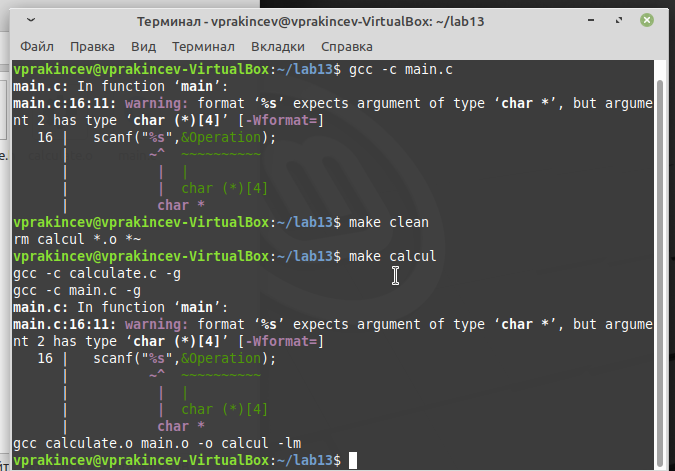 Терминал - vprakincev@vprakincev-VirtualBox: ~/lab13
Файл Правка Вид Терминал Вкладки Справка
vprakincev@vprakincev-VirtualBox:~/lab13$ gcc -c main.c
main.c: In function ‘main’:
main.c:16:11: warning: format ‘%s’ expects argument of type ‘char *’, but argume
nt 2 has type ‘char (*)[4]’ [-Wformat=]
16 | scanf("%s",&Operation);
| ~^ ~~~~~~~~~~
| | |
| | char (*)[4]
| char *
vprakincev@vprakincev-VirtualBox:~/lab13$ make clean
rm calcul *.o *~
vprakincev@vprakincev-VirtualBox:~/lab13$ make calcul
gcc -c calculate.c -g
gcc -c main.c -g
main.c: In function ‘main’:
main.c:16:11: warning: format ‘%s’ expects argument of type ‘char *’, but argume
nt 2 has type ‘char (*)[4]’ [-Wformat=]
16 | scanf("%s",&Operation);
| ~^ ~~~~~~~~~~
| | |
| | char (*)[4]
| char *
gcc calculate.o main.o -o calcul -lm
vprakincev@vprakincev-VirtualBox:~/lab13$